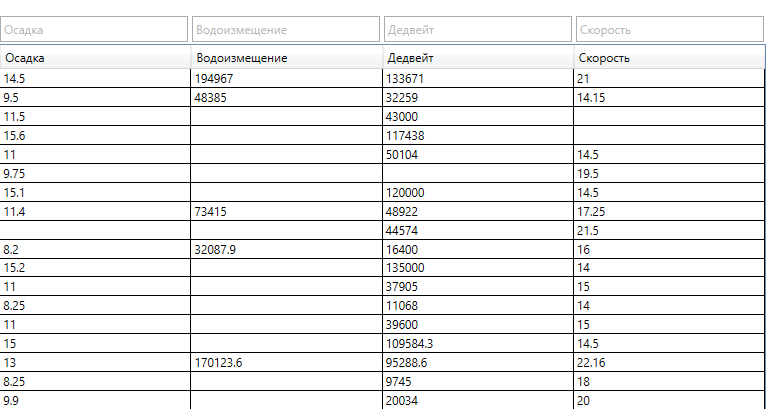 Осадка Водоизмещение Дедвейт Скорость
Осадка Водоизмещение Дедвейт Скорость
14.5 194967 133671 21
9.5 48385 32259 14.15
11.5 43000
15.6 117438
11 50104 14.5
9.75 19.5
15.1 120000 14.5
11.4 73415 48922 17.25
44574 21.5
8.2 32087.9 16400 16
15.2 135000 14
11 37905 15
8.25 11068 14
11 39600 15
15 109584.3 14.5
13 170123.6 95288.6 22.16
8.25 9745 18
9.9 20034 20